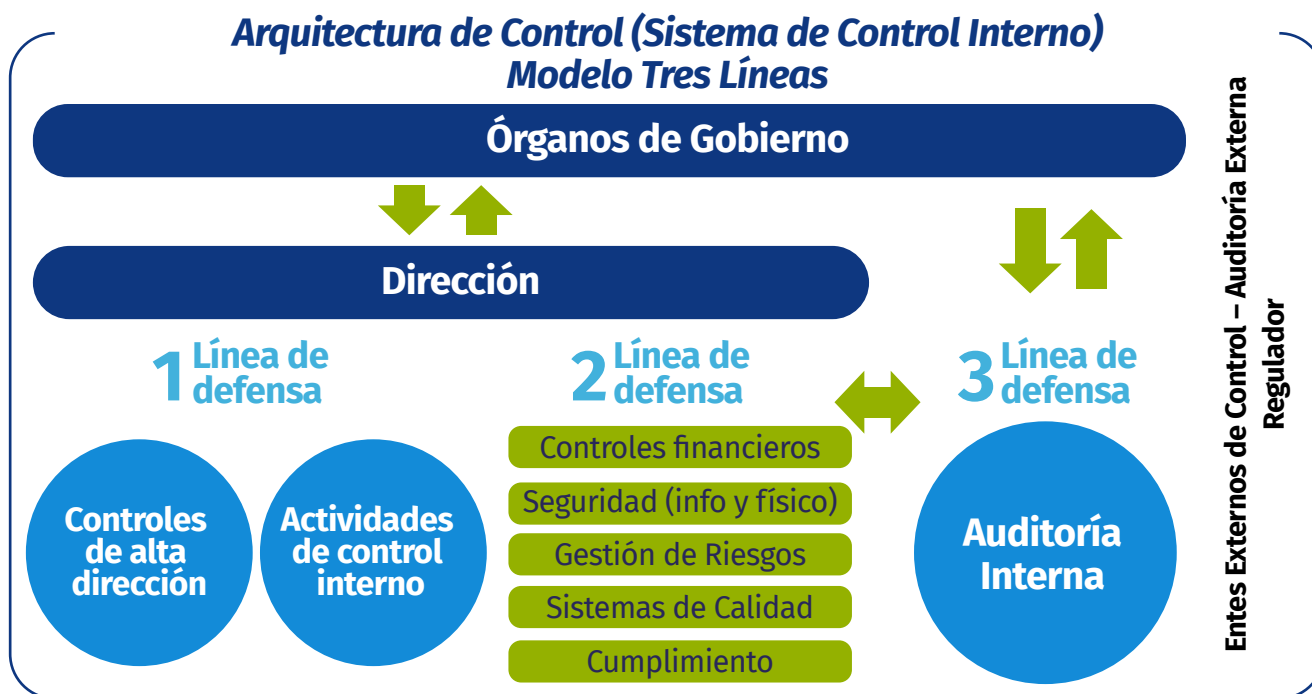 Arquitectura de Control (Sistema de Control Interno)
Modelo Tres Líneas
Órganos de Gobierno
Dirección
1 Línea de
defensa
2 Línea de
defensa
3 Línea de
defensa
Controles
de alta
dirección
Actividades
de control
interno
Controles financieros
Seguridad (info y físico)
Gestión de Riesgos
Sistemas de Calidad
Cumplimiento
Auditoría
Interna
Entes Externos de Control – Auditoría Externa
Regulador